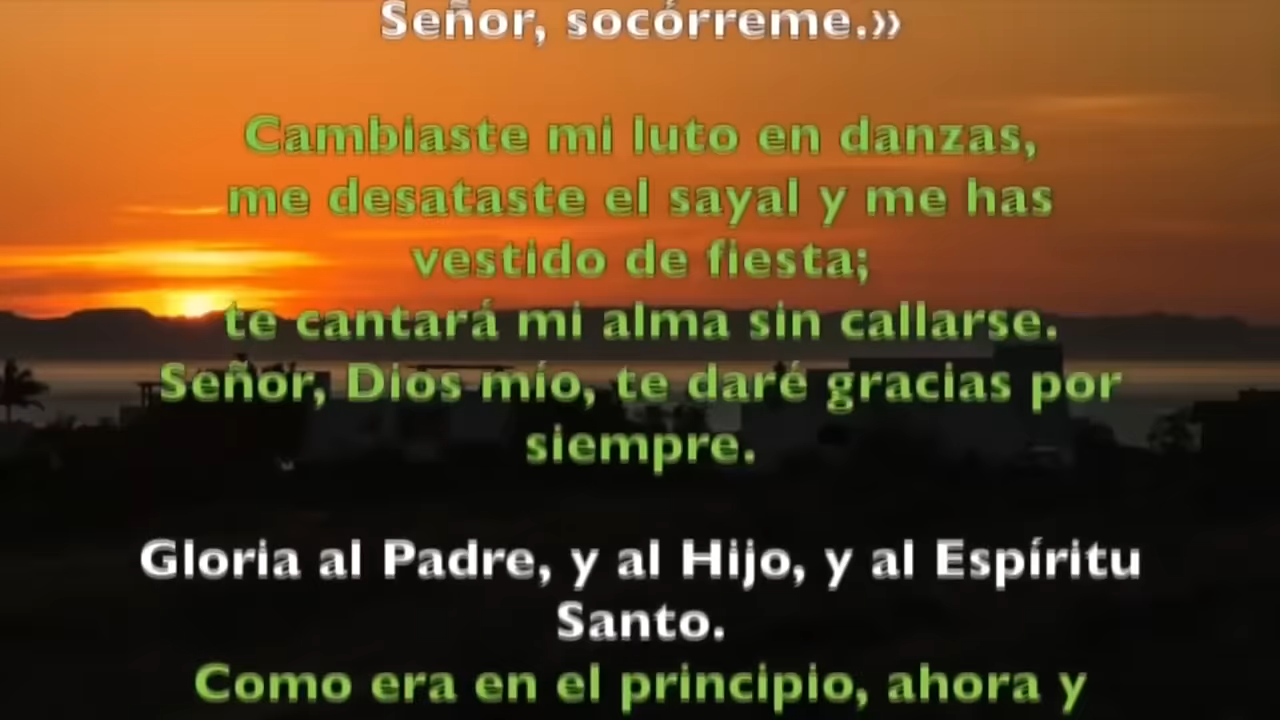 Señor, socórreme.»
Cambiaste mi luto en danzas,
me desataste el sayal y me has
vestido de fiesta;
te cantará mi alma sin callarse.
Señor, Dios mío, te daré gracias por
siempre.
Gloria al Padre, y al Hijo, y al Espíritu
Santo.
Como era en el principio, ahora y